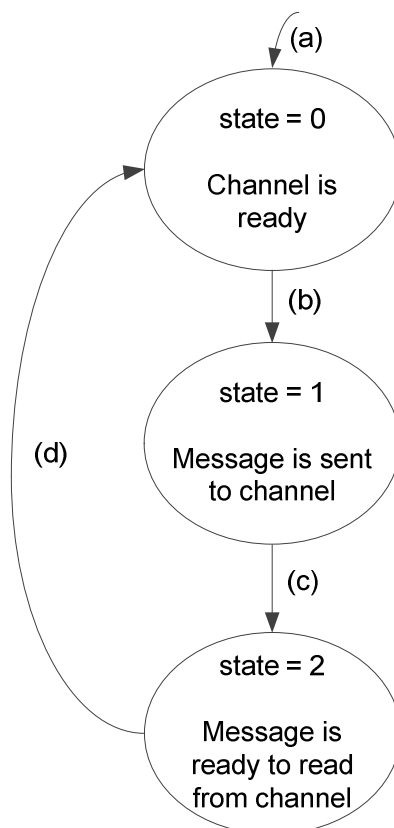 (a)
state = 0
Channel is
ready
(b)
state = 1
Message is sent
to channel
(d)
(c)
state = 2
Message is
ready to read
from channel